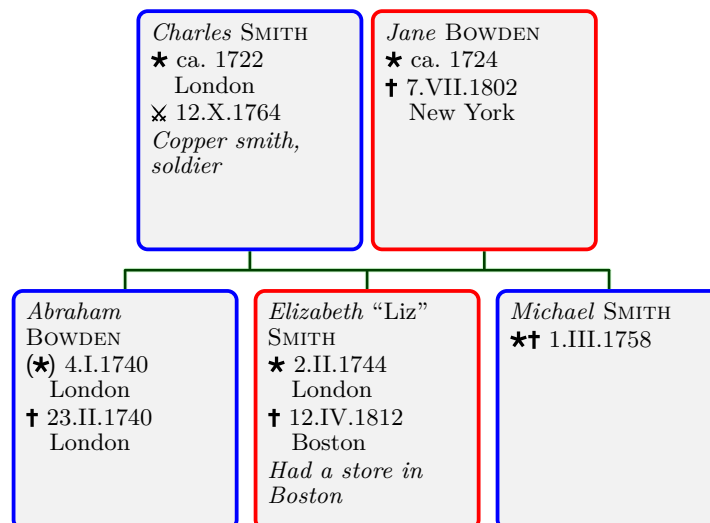 Charles SMITH
★ ca. 1722
London
⚔ 12.X.1764
Copper smith,
soldier
Jane BOWDEN
★ ca. 1724
† 7.VII.1802
New York
Abraham
BOWDEN
(★) 4.I.1740
London
† 23.II.1740
London
Elizabeth “Liz”
SMITH
★ 2.II.1744
London
† 12.IV.1812
Boston
Had a store in
Boston
Michael SMITH
★† 1.III.1758